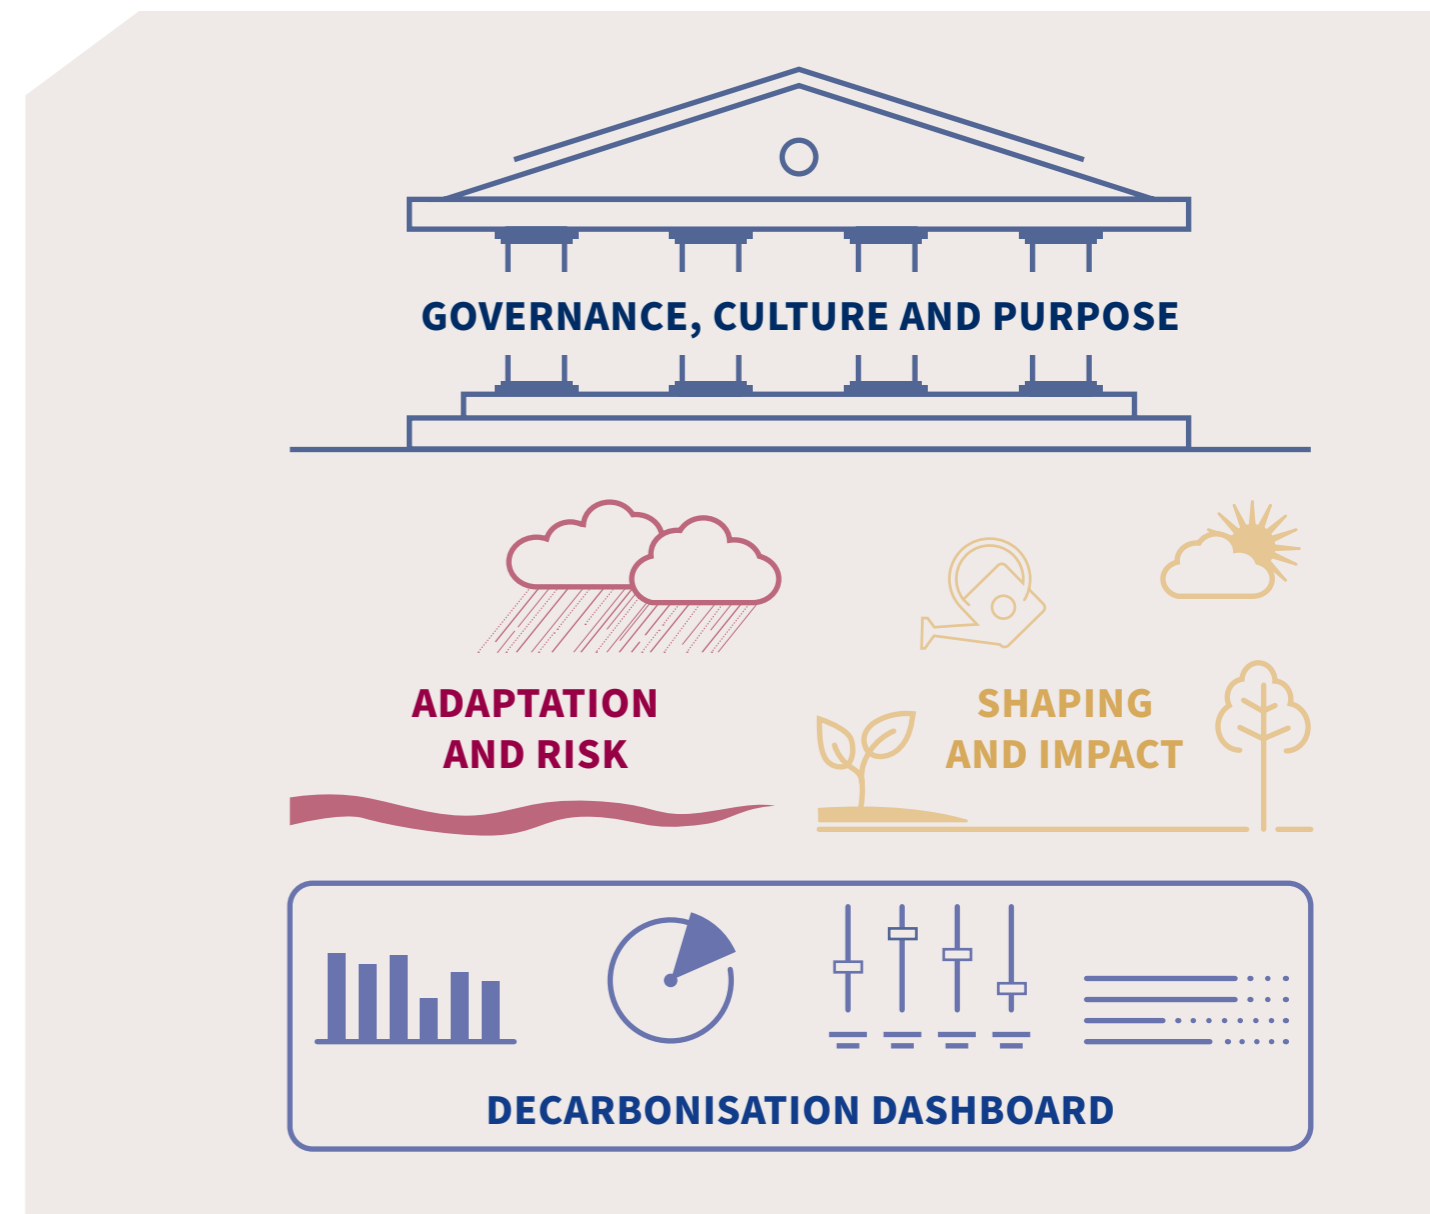 GOVERNANCE, CULTURE AND PURPOSE
ADAPTATION
AND RISK
SHAPING
AND IMPACT
DECARBONISATION DASHBOARD